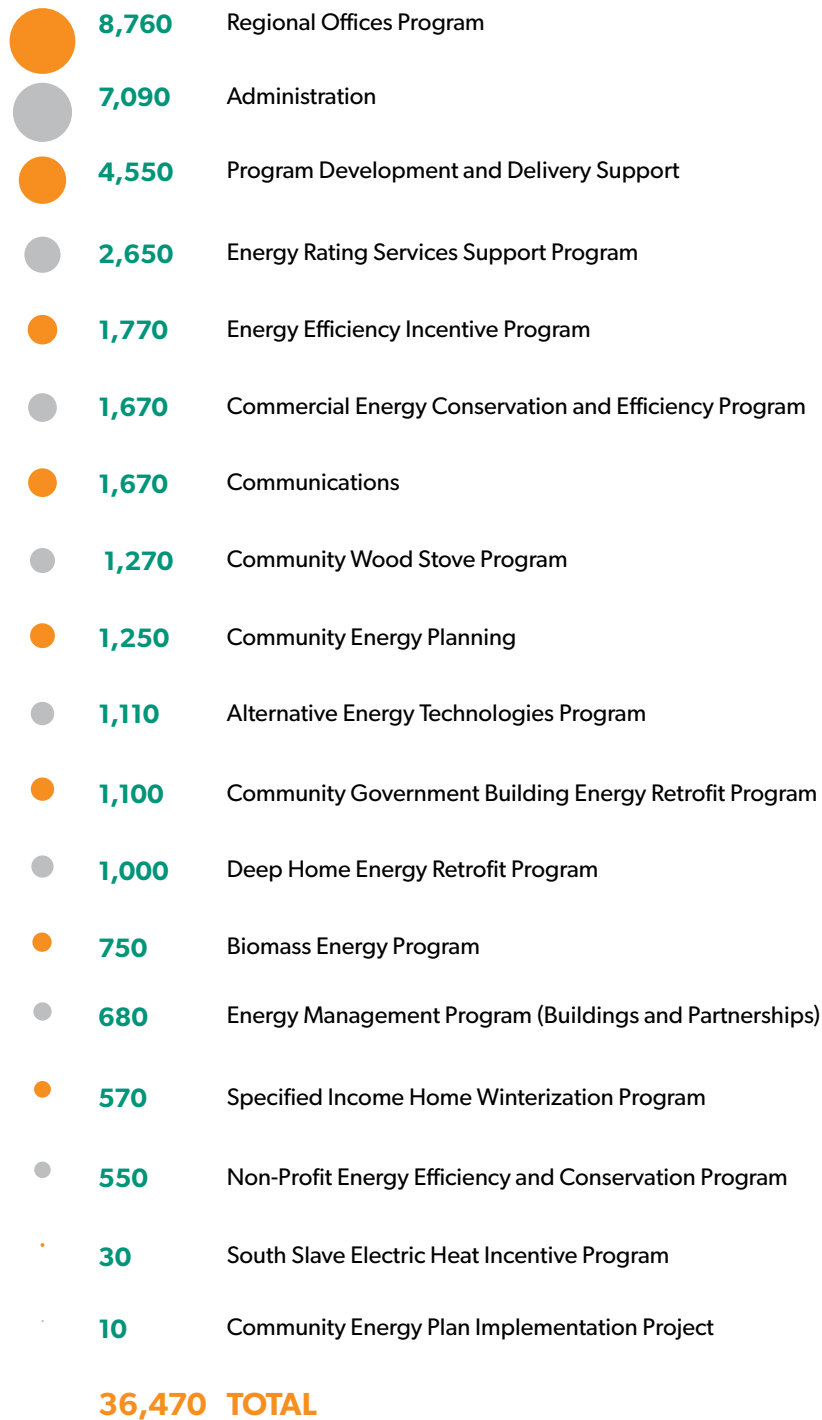 8,760 Regional Offices Program
7,090 Administration
4,550 Program Development and Delivery Support
2,650 Energy Rating Services Support Program
1,770 Energy Efficiency Incentive Program
1,670 Commercial Energy Conservation and Efficiency Program
1,670 Communications
1,270 Community Wood Stove Program
1,250 Community Energy Planning
1,110 Alternative Energy Technologies Program
1,100 Community Government Building Energy Retrofit Program
1,000 Deep Home Energy Retrofit Program
750 Biomass Energy Program
680 Energy Management Program (Buildings and Partnerships)
570 Specified Income Home Winterization Program
550 Non-Profit Energy Efficiency and Conservation Program
30 South Slave Electric Heat Incentive Program
10 Community Energy Plan Implementation Project
36,470 TOTAL